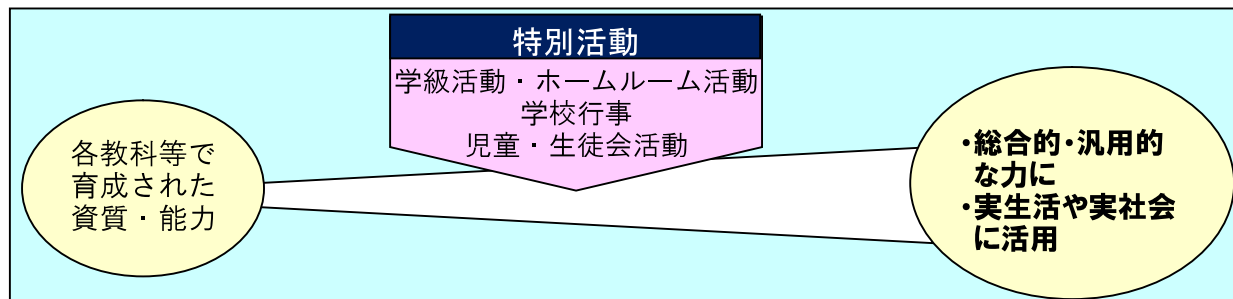 特別活動
学級活動・ホームルーム活動
学校行事
児童・生徒会活動
各教科等で
育成された
資質・能力
・総合的・汎用的
な力に
・実生活や実社会
に活用